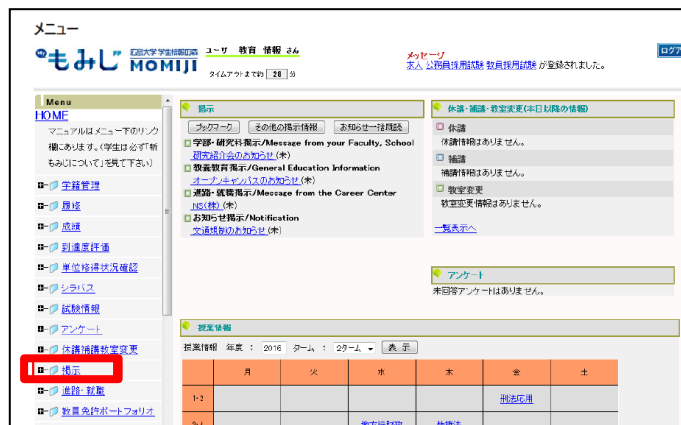 メニュー
My もみじ 広島大学 学生情報の森 MOMIJI
ユーザ 教育 情報 さん
タイムアウトまで約 28 分
メッセージ
本人 公務員採用試験 教員採用試験 が登録されました。
ログア
Menu
HOME
マニュアルはメニュー下のリンク
欄にあります。(学生は必ず「新
もみじについて」を見て下さい)
学籍管理
履修
成績
到達度評価
単位修得状況確認
シラバス
試験情報
アンケート
休講補講教室変更
掲示
進路・就職
教員免許ポートフォリオ
掲示
ブックマーク その他の掲示情報 お知らせ一括既読
学部・研究科掲示/Message from your Faculty, School
研究紹介会のお知らせ(未)
教養教育掲示/General Education Information
オープンキャンパスのお知らせ(未)
進路・就職掲示/Message from the Career Center
NS(株)(未)
お知らせ掲示/Notification
交通規制のお知らせ(未)
休講・補講・教室変更(本日以降の情報)
休講
休講情報はありません。
補講
補講情報はありません。
教室変更
教室変更情報はありません。
一覧表示へ
アンケート
未回答アンケートはありません。
授業情報
授業情報 年度 : 2016 ターム : 2ターム 表 示
月 火 水 木 金 土
1・2 刑法応用